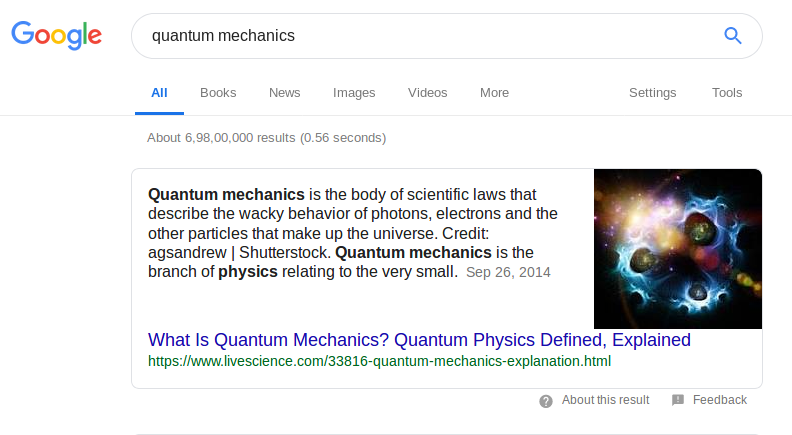 Google
quantum mechanics
All Books News Images Videos More Settings Tools
About 6,98,00,000 results (0.56 seconds)
Quantum mechanics is the body of scientific laws that
describe the wacky behavior of photons, electrons and the
other particles that make up the universe. Credit:
agsandrew | Shutterstock. Quantum mechanics is the
branch of physics relating to the very small. Sep 26, 2014
What Is Quantum Mechanics? Quantum Physics Defined, Explained
https://www.livescience.com/33816-quantum-mechanics-explanation.html
About this result Feedback